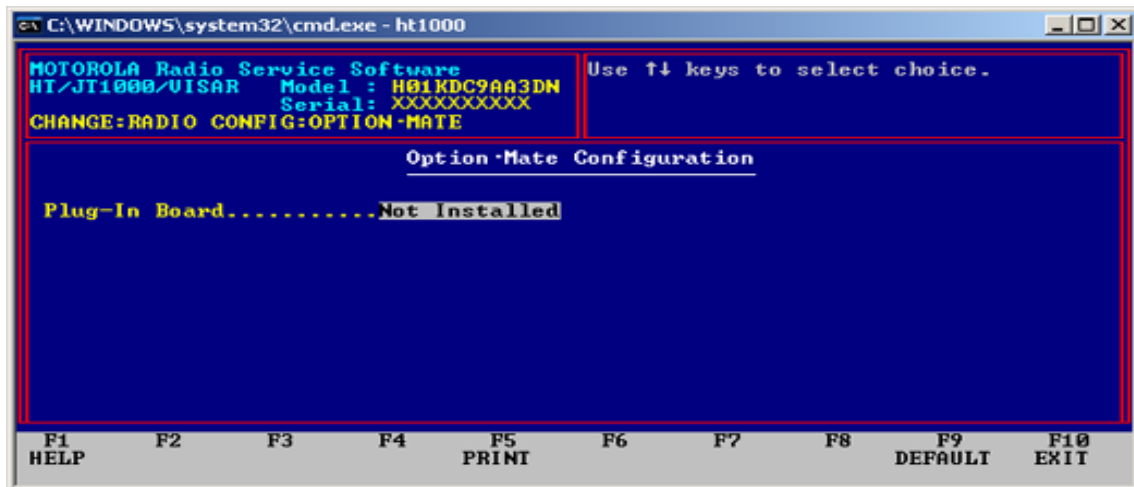 C:\WINDOWS\system32\cmd.exe - ht1000
MOTOROLA Radio Service Software
HT/JT1000/VISAR Model : H01KDC9AA3DN
Serial: XXXXXXXXXX
CHANGE:RADIO CONFIG:OPTION·MATE
Use ↑↓ keys to select choice.
Option·Mate Configuration
Plug-In Board...........Not Installed
F1 F2 F3 F4 F5 F6 F7 F8 F9 F10
HELP PRINT DEFAULT EXIT